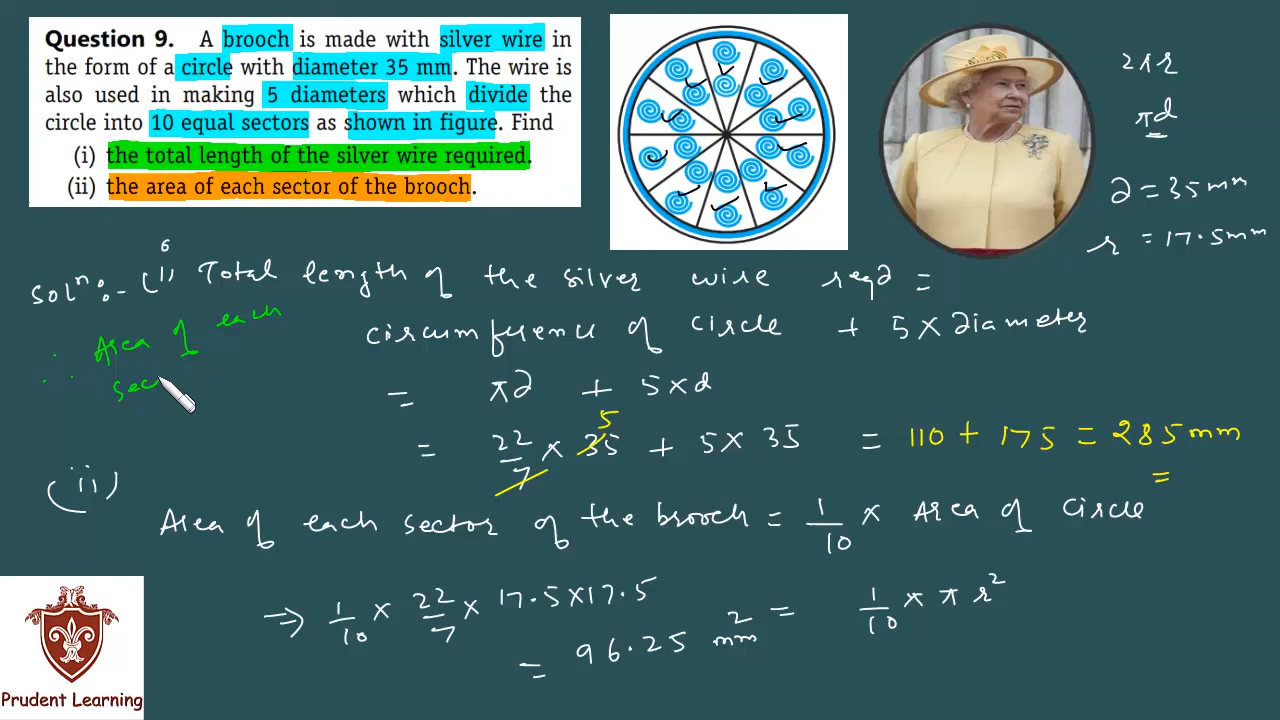 Question 9. A brooch is made with silver wire in
the form of a circle with diameter 35 mm. The wire is
also used in making 5 diameters which divide the
circle into 10 equal sectors as shown in figure. Find
(i) the total length of the silver wire required.
(ii) the area of each sector of the brooch.
2πr
πd
d = 35mm
r = 17.5mm
6
Solⁿ:- (i) Total length of the silver wire reqd =
circumference of circle + 5 × diameter
∴ Area of each
sec
= πd + 5×d
5
= 22/7 × 35 + 5 × 35 = 110 + 175 = 285 mm
=
(ii)
Area of each sector of the brooch = 1/10 × Area of circle
→ 1/10 × 22/7 × 17.5×17.5 = 1/10 × π r²
= 96.25 mm²
Prudent Learning